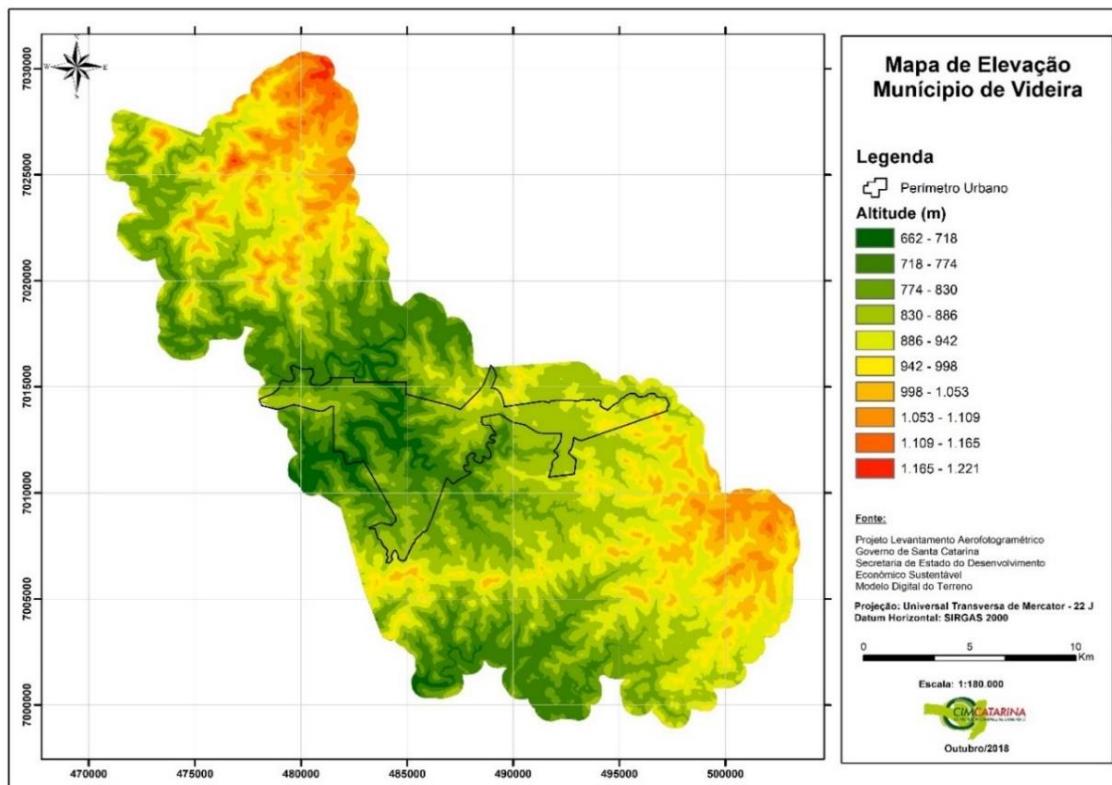 Mapa de Elevação
Munícipio de Videira
Legenda
Perímetro Urbano
Altitude (m)
662 - 718
718 - 774
774 - 830
830 - 886
886 - 942
942 - 998
998 - 1.053
1.053 - 1.109
1.109 - 1.165
1.165 - 1.221
Fonte:
Projeto Levantamento Aerofotogramétrico
Governo de Santa Catarina
Secretaria de Estado do Desenvolvimento
Econômico Sustentável
Modelo Digital do Terreno
Projeção: Universal Transversa de Mercator - 22 J
Datum Horizontal: SIRGAS 2000
0 5 10
Km
Escala: 1:180.000
CIMCATARINA
Outubro/2018
N
W E
S
7030000
7025000
7020000
7015000
7010000
7005000
7000000
470000 475000 480000 485000 490000 495000 500000